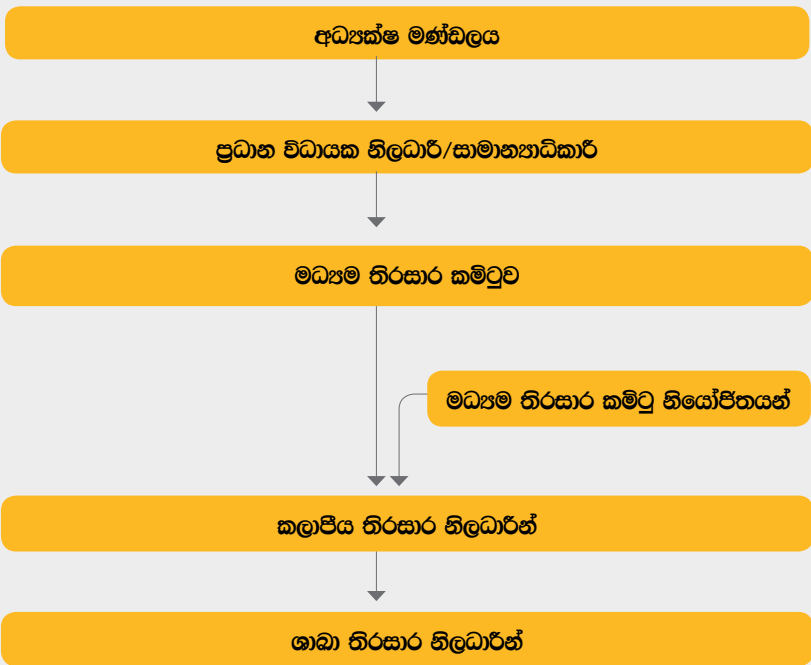 අධ්‍යක්ෂ මණ්ඩලය
ප්‍රධාන විධායක නිලධාරී/සාමාන්‍යාධිකාරී
මධ්‍යම තිරසාර කමිටුව
මධ්‍යම තිරසාර කමිටු නියෝජිතයන්
කලාපීය තිරසාර නිලධාරීන්
ශාඛා තිරසාර නිලධාරීන්